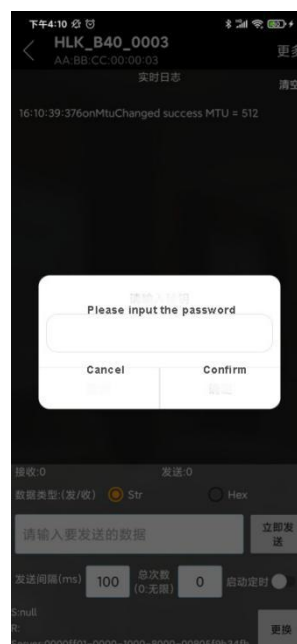 下午4:10
HLK_B40_0003
更多
AA:BB:CC:00:00:03
实时日志
清空
16:10:39:376onMtuChanged success MTU = 512
Please input the password
Cancel
Confirm
接收:0
发送:0
数据类型:(发/收)
Str
Hex
请输入要发送的数据
立即发
送
发送间隔(ms)
100
总次数
(0:无限)
0
启动定时
S:null
R:
更换